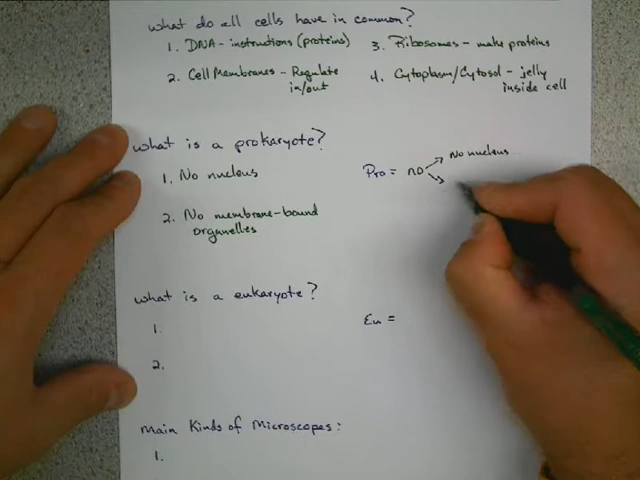 What do all cells have in common?
1. DNA - instructions (proteins)
3. Ribosomes - make proteins
2. Cell Membranes - Regulate
in/out
4. Cytoplasm/Cytosol - jelly
inside cell
What is a prokaryote?
1. No nucleus
Pro = no
No nucleus
2. No membrane-bound
organelles
What is a eukaryote?
1.
Eu =
2.
Main Kinds of Microscopes:
1.